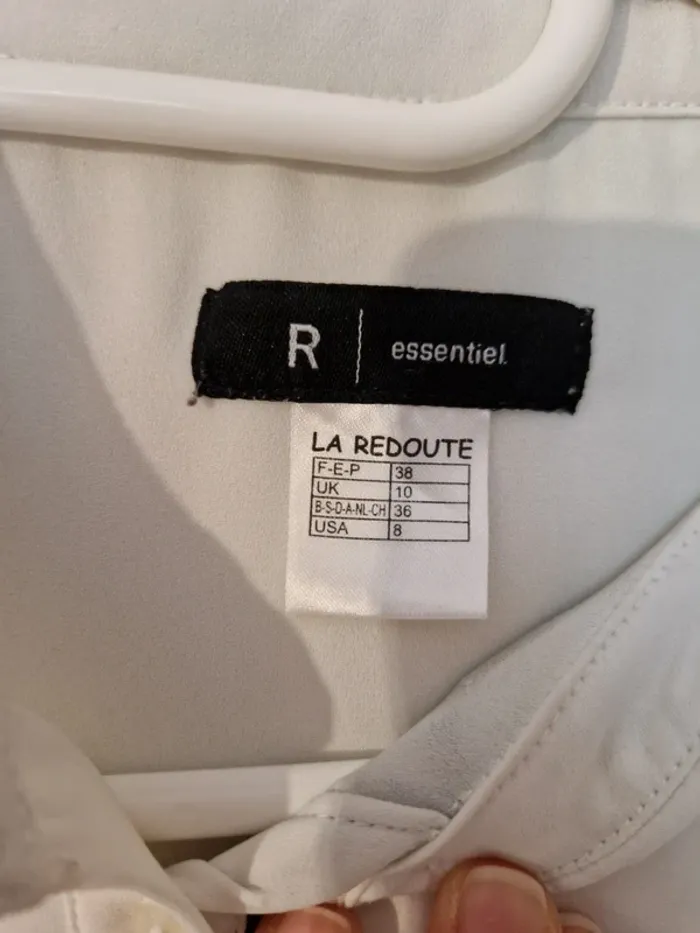 R | essentiel
LA REDOUTE
F-E-P 38
UK 10
B-S-D-A-NL-CH 36
USA 8